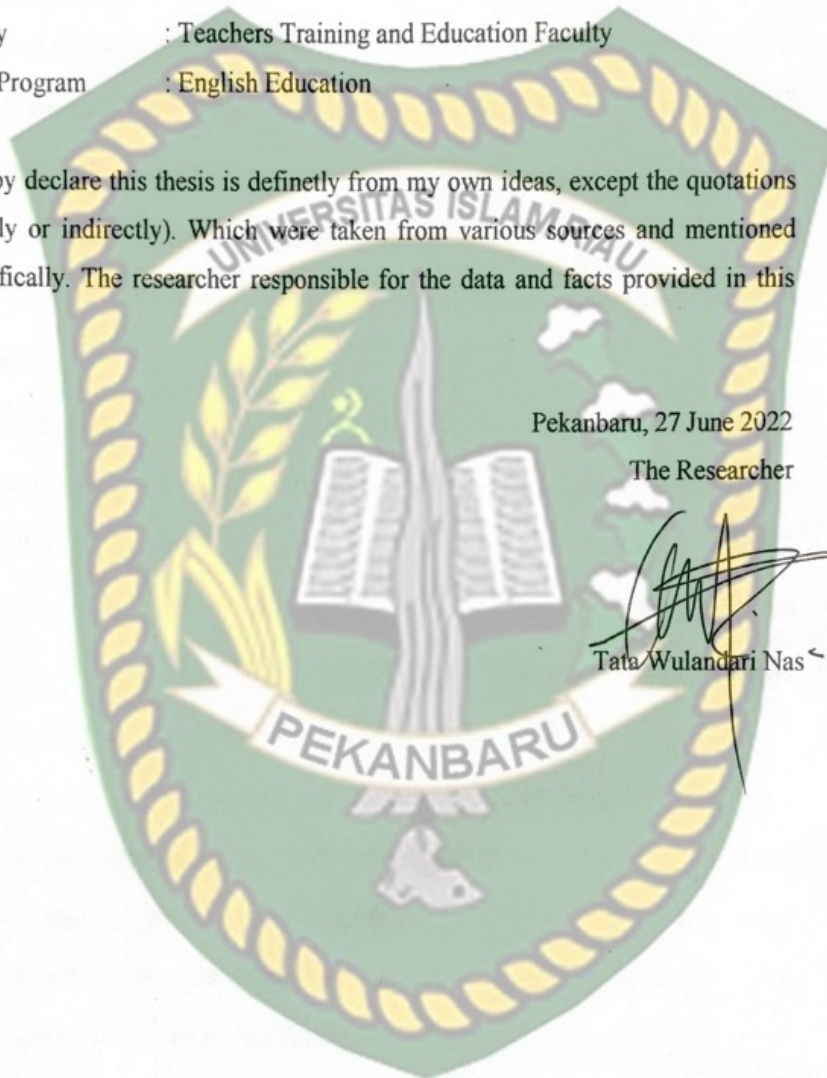 y : Teachers Training and Education Faculty
Program : English Education
by declare this thesis is definetly from my own ideas, except the quotations
ly or indirectly). Which were taken from various sources and mentioned
fically. The researcher responsible for the data and facts provided in this
UNIVERSITAS ISLAM RIAU
Pekanbaru, 27 June 2022
The Researcher
Tata Wulandari Nas
PEKANBARU